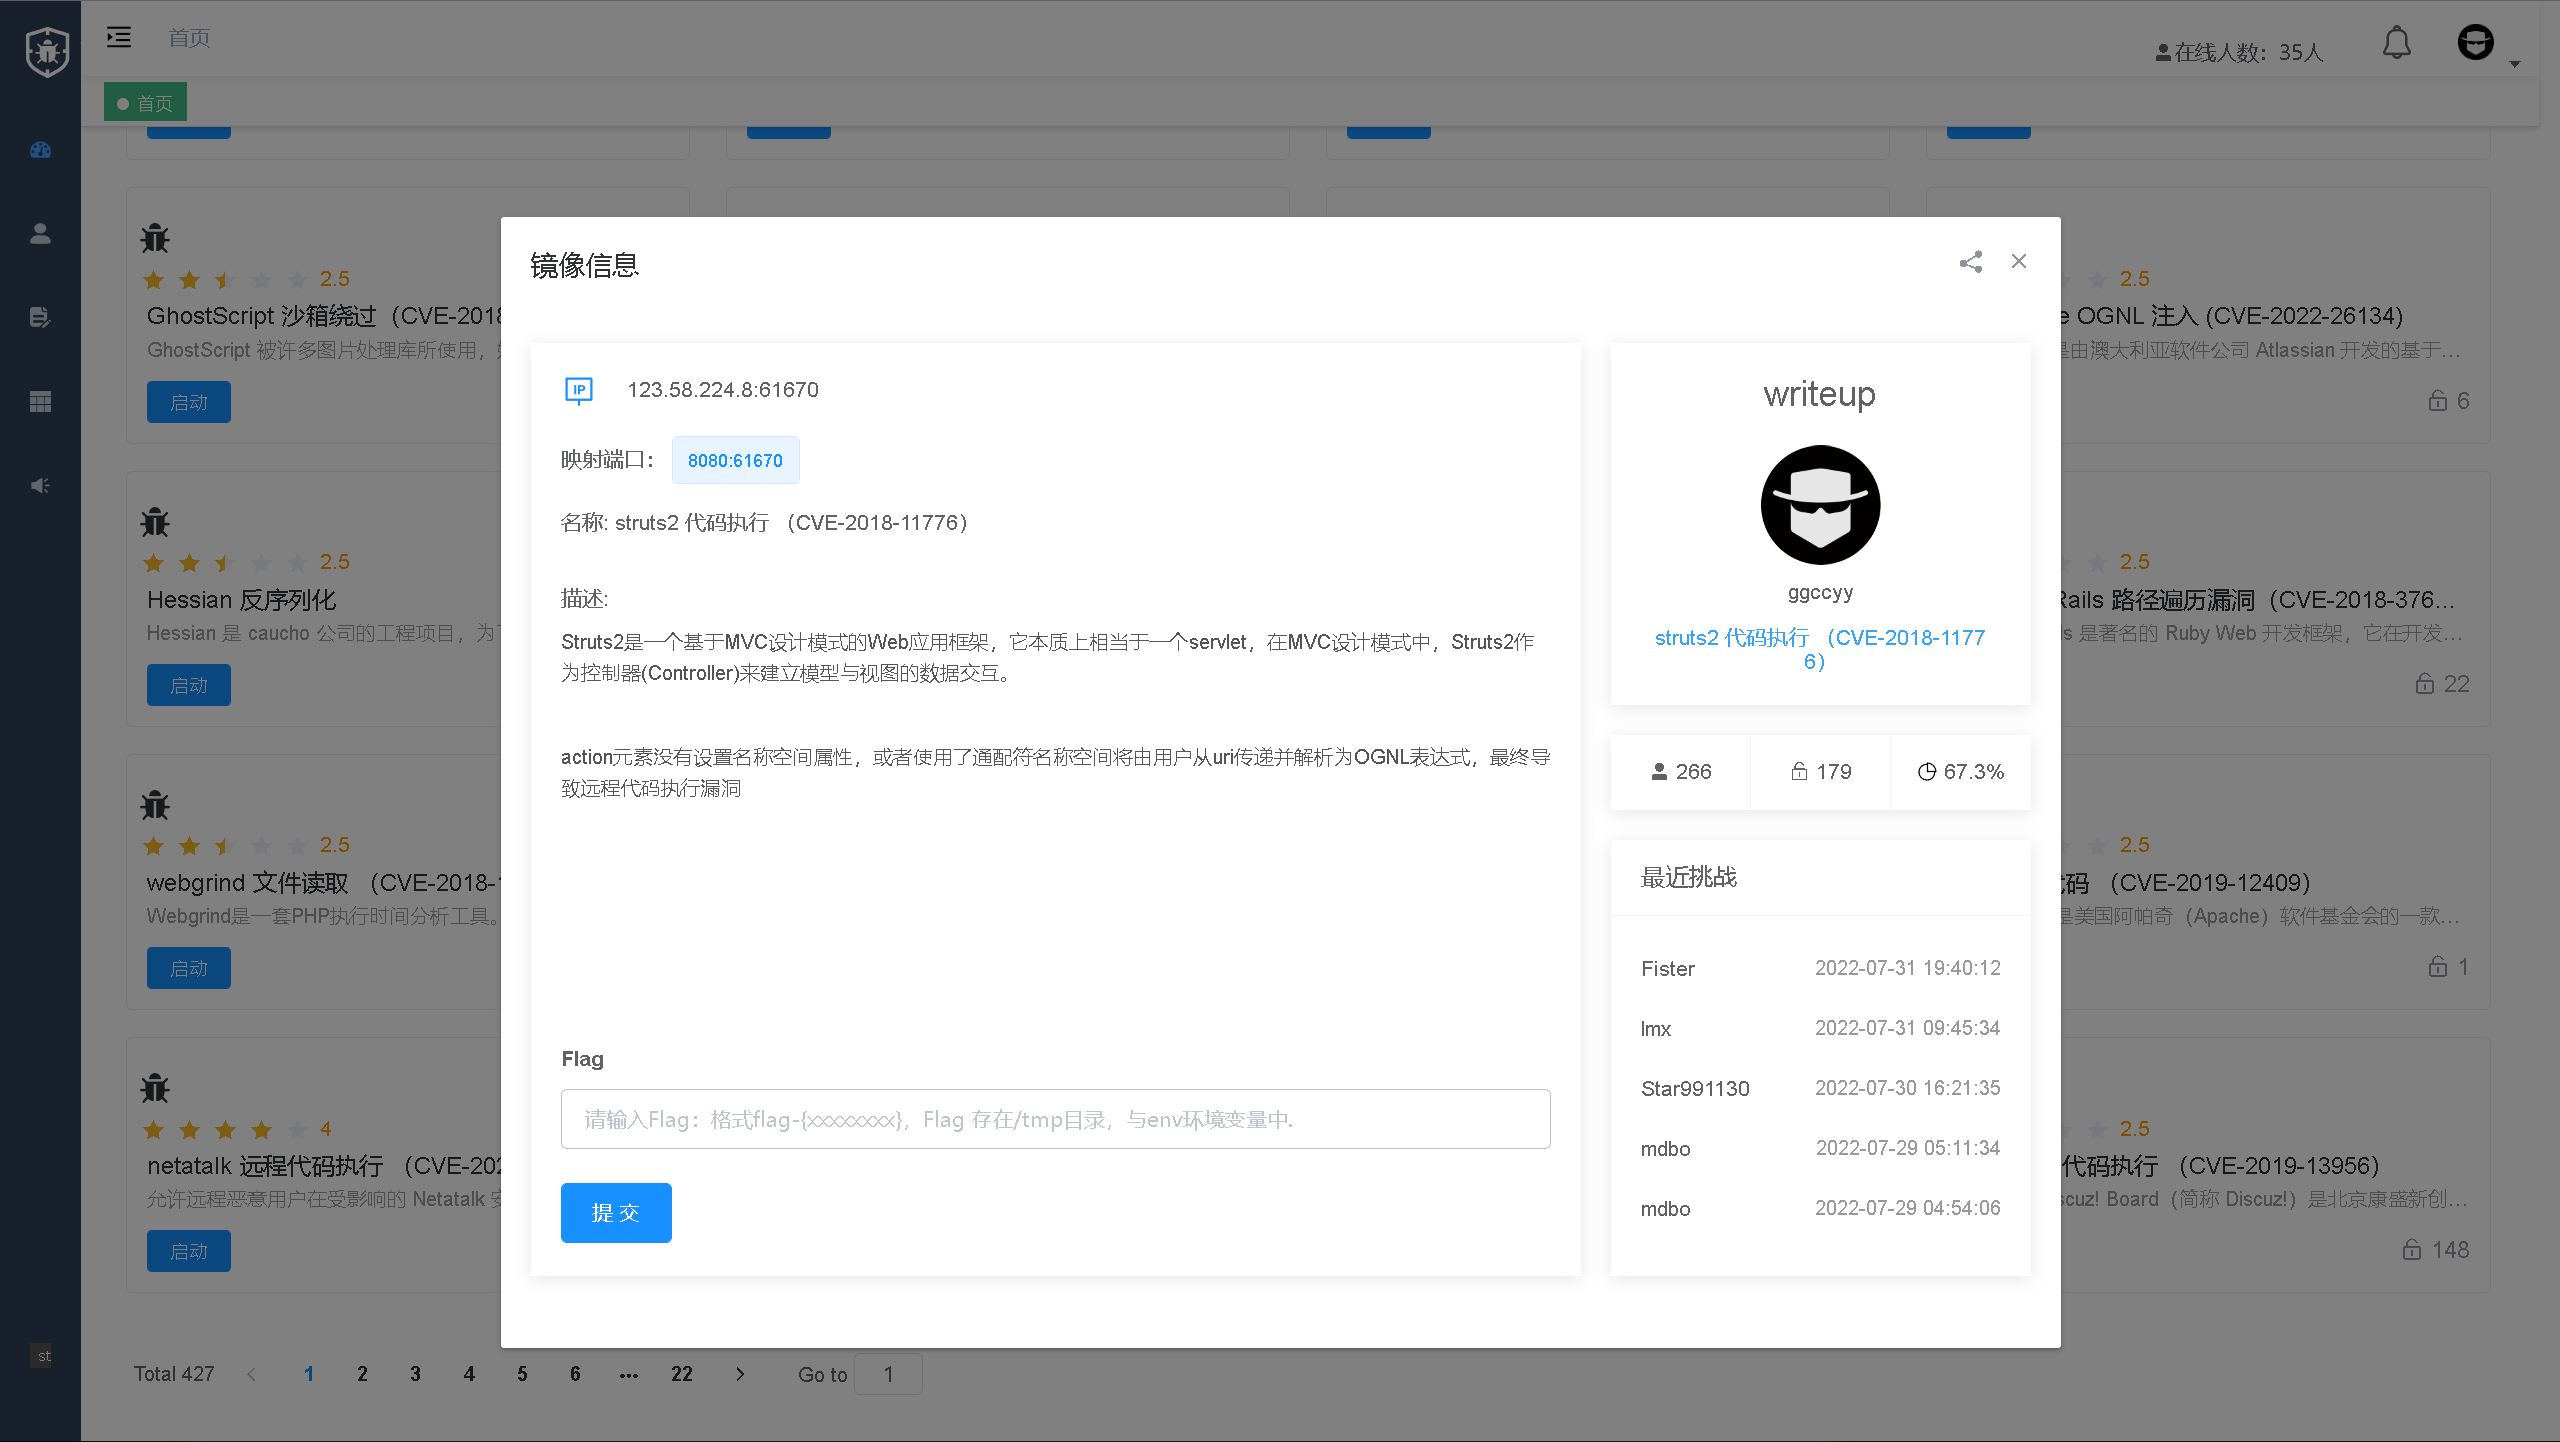 首页
在线人数：35人
首页
2.5
GhostScript 沙箱绕过（CVE-2018
GhostScript 被许多图片处理库所使用，
启动
2.5
Hessian 反序列化
Hessian 是 caucho 公司的工程项目，为
启动
2.5
webgrind 文件读取 （CVE-2018-
Webgrind是一套PHP执行时间分析工具。
启动
4
netatalk 远程代码执行 （CVE-202
允许远程恶意用户在受影响的 Netatalk
启动
st
镜像信息
IP
123.58.224.8:61670
映射端口：
8080:61670
名称: struts2 代码执行 （CVE-2018-11776）
描述:
Struts2是一个基于MVC设计模式的Web应用框架，它本质上相当于一个servlet，在MVC设计模式中，Struts2作
为控制器(Controller)来建立模型与视图的数据交互。
action元素没有设置名称空间属性，或者使用了通配符名称空间将由用户从uri传递并解析为OGNL表达式，最终导
致远程代码执行漏洞
Flag
请输入Flag：格式flag-{xxxxxxxx}，Flag 存在/tmp目录，与env环境变量中.
提 交
writeup
ggccyy
struts2 代码执行 （CVE-2018-1177
6）
266
179
67.3%
最近挑战
Fister 2022-07-31 19:40:12
lmx 2022-07-31 09:45:34
Star991130 2022-07-30 16:21:35
mdbo 2022-07-29 05:11:34
mdbo 2022-07-29 04:54:06
2.5
e OGNL 注入 (CVE-2022-26134)
是由澳大利亚软件公司 Atlassian 开发的基于...
6
2.5
Rails 路径遍历漏洞（CVE-2018-376...
ls 是著名的 Ruby Web 开发框架，它在开发...
22
2.5
代码 （CVE-2019-12409）
是美国阿帕奇（Apache）软件基金会的一款...
1
2.5
代码执行 （CVE-2019-13956）
scuz! Board（简称 Discuz!）是北京康盛新创...
148
Total 427
1
2
3
4
5
6
...
22
Go to
1